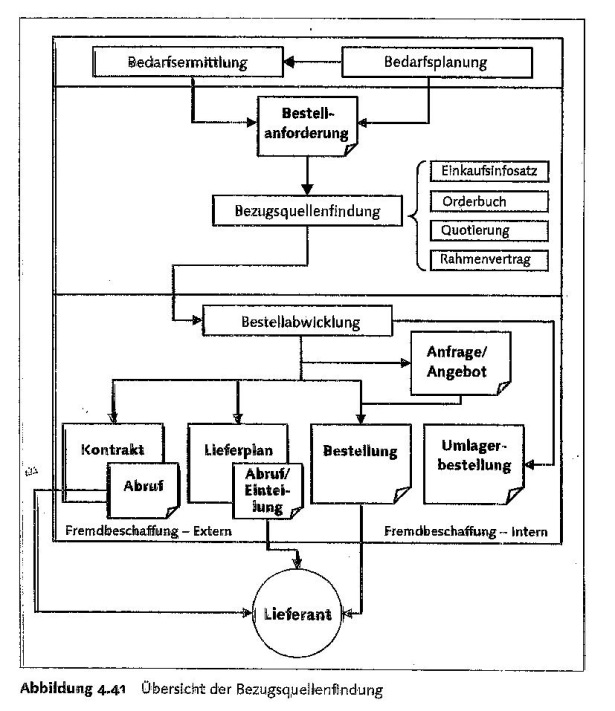 Bedarfsermittlung
Bedarfsplanung
Bestell-
anforderung
Bezugsquellenfindung
Einkaufsinfosatz
Orderbuch
Quotierung
Rahmenvertrag
Bestellabwicklung
Anfrage/
Angebot
Kontrakt
Abruf
Lieferplan
Abruf/
Eintei-
lung
Bestellung
Umlager-
bestellung
Fremdbeschaffung – Extern
Fremdbeschaffung – Intern
Lieferant
Abbildung 4.41 Übersicht der Bezugsquellenfindung